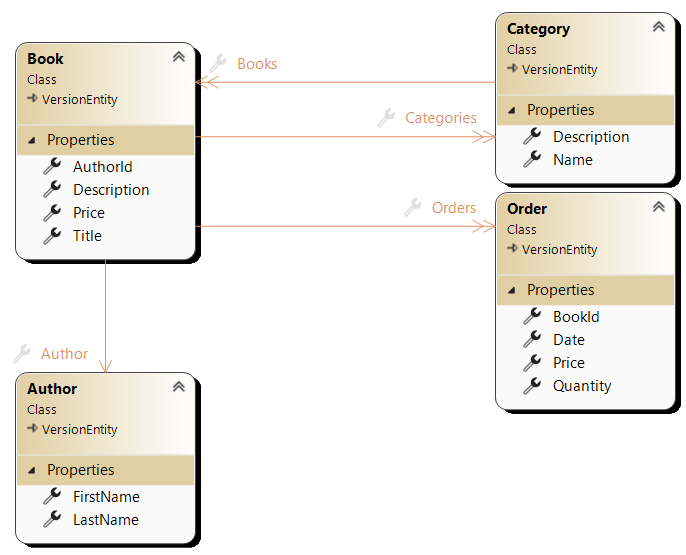 Book
Class
VersionEntity
Properties
AuthorId
Description
Price
Title
Books
Categories
Orders
Category
Class
VersionEntity
Properties
Description
Name
Order
Class
VersionEntity
Properties
BookId
Date
Price
Quantity
Author
Author
Class
VersionEntity
Properties
FirstName
LastName